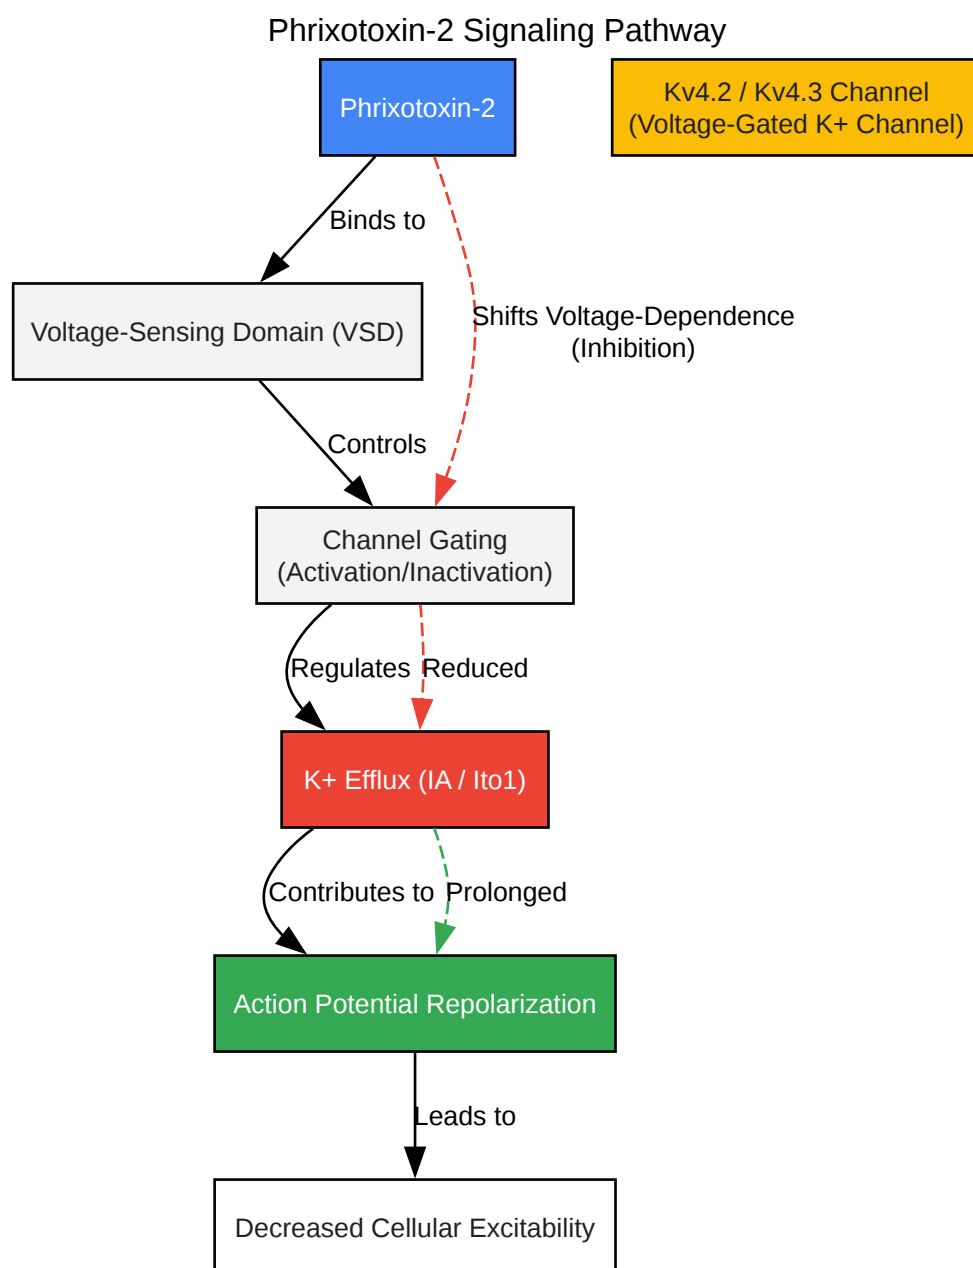 Phrixotoxin-2 Signaling Pathway
Phrixotoxin-2
Kv4.2 / Kv4.3 Channel
(Voltage-Gated K+ Channel)
Binds to
Voltage-Sensing Domain (VSD)
Shifts Voltage-Dependence
(Inhibition)
Controls
Channel Gating
(Activation/Inactivation)
Regulates
Reduced
K+ Efflux (IA / Ito1)
Contributes to
Prolonged
Action Potential Repolarization
Leads to
Decreased Cellular Excitability